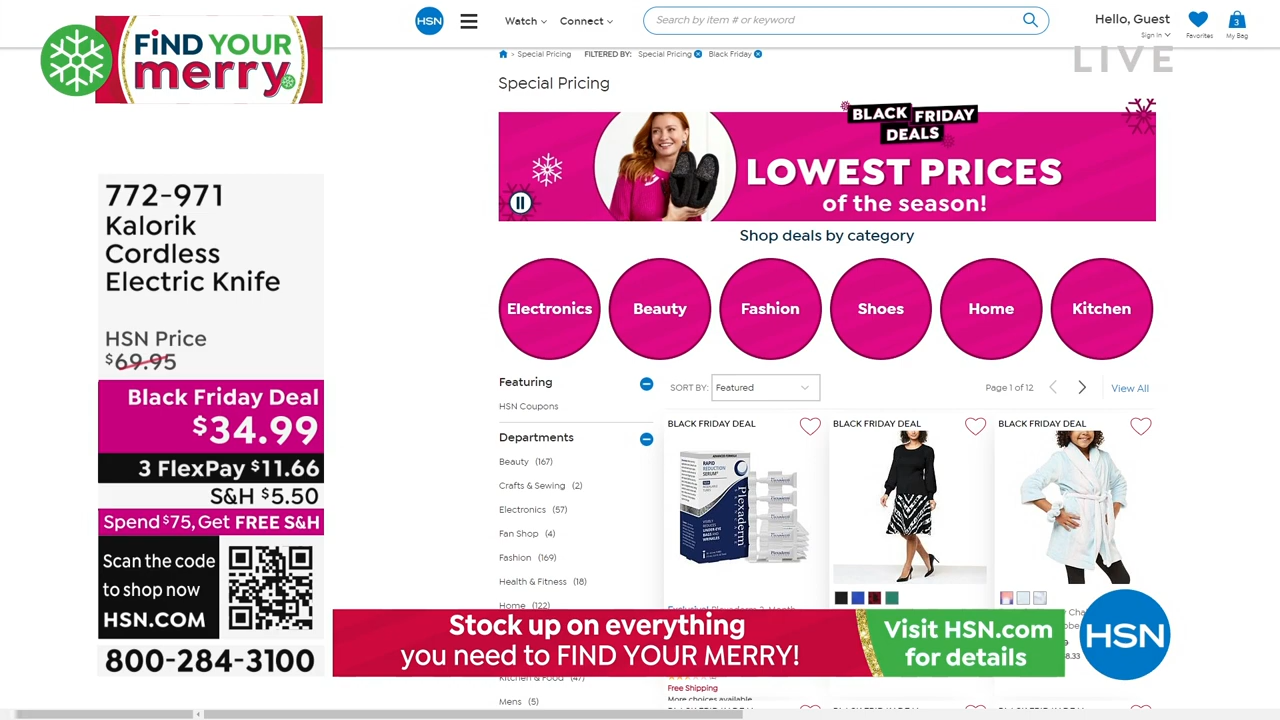 FiND YOUR
merry
772-971
Kalorik
Cordless
Electric Knife
HSN Price
$69.95
Black Friday Deal
$34.99
3 FlexPay $11.66
S&H $5.50
Spend $75, Get FREE S&H
Scan the code
to shop now
HSN.COM
800-284-3100
HSN
Watch
Connect
Search by item # or keyword
Hello, Guest
Sign in
Favorites
3
My Bag
LIVE
> Special Pricing FILTERED BY: Special Pricing Black Friday
Special Pricing
BLACK FRIDAY
DEALS
LOWEST PRICES
of the season!
Shop deals by category
Electronics
Beauty
Fashion
Shoes
Home
Kitchen
Featuring
HSN Coupons
Departments
Beauty (167)
Crafts & Sewing (2)
Electronics (57)
Fan Shop (4)
Fashion (169)
Health & Fitness (18)
Home (122)
Kitchen & Food (47)
Mens (5)
SORT BY: Featured
Page 1 of 12
View All
BLACK FRIDAY DEAL
BLACK FRIDAY DEAL
BLACK FRIDAY DEAL
RAPID
REDUCTION
SERUM
Plexaderm
Free Shipping
More choices available
Stock up on everything
you need to FIND YOUR MERRY!
Visit HSN.com
for details
HSN